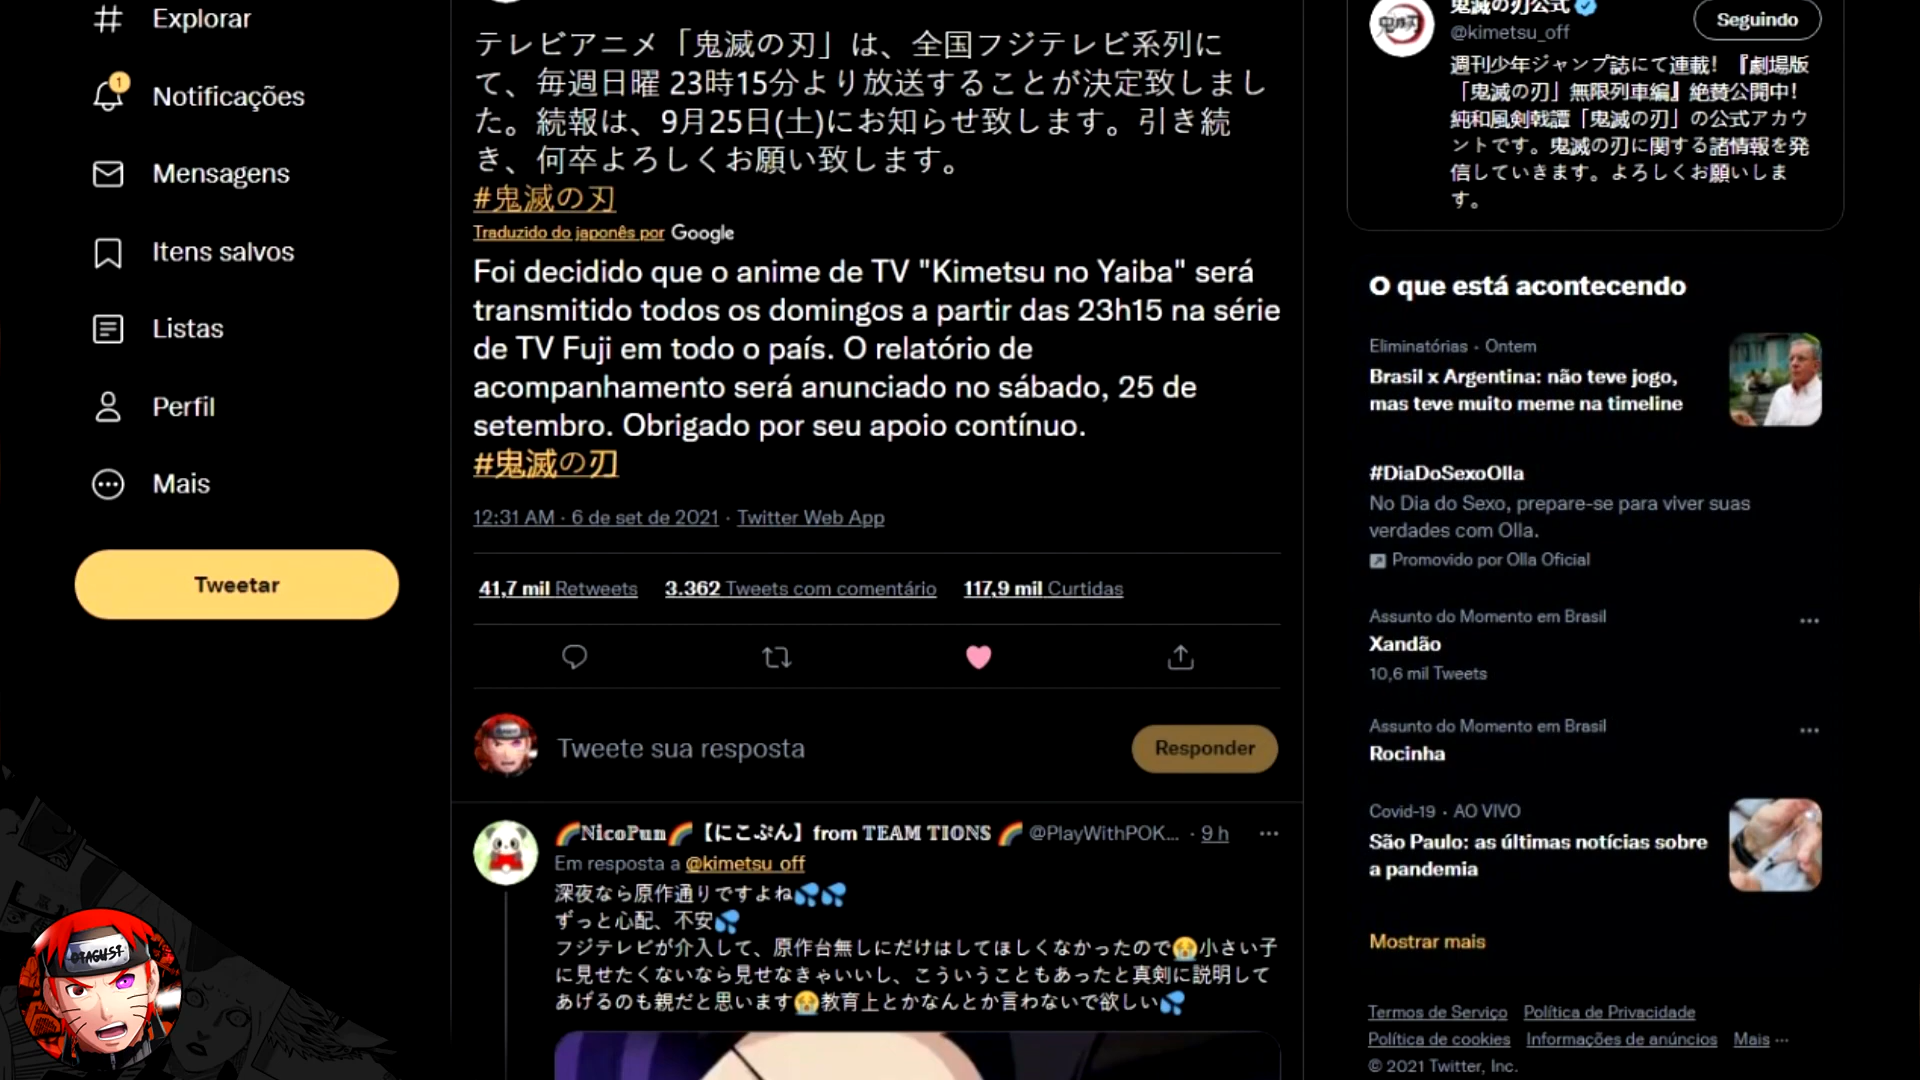 Explorar
1
Notificações
Mensagens
Itens salvos
Listas
Perfil
Mais
Tweetar
テレビアニメ「鬼滅の刃」は、全国フジテレビ系列に
て、毎週日曜 23時15分より放送することが決定致しまし
た。続報は、9月25日(土)にお知らせ致します。引き続
き、何卒よろしくお願い致します。
#鬼滅の刃
Traduzido do japonês por Google
Foi decidido que o anime de TV "Kimetsu no Yaiba" será
transmitido todos os domingos a partir das 23h15 na série
de TV Fuji em todo o país. O relatório de
acompanhamento será anunciado no sábado, 25 de
setembro. Obrigado por seu apoio contínuo.
#鬼滅の刃
12:31 AM · 6 de set de 2021 · Twitter Web App
41,7 mil Retweets 3.362 Tweets com comentário 117,9 mil Curtidas
Tweete sua resposta
Responder
🌈NicoPun🌈【にこぷん】from TEAM TIONS 🌈 @PlayWithPOK... · 9 h
Em resposta a @kimetsu_off
深夜なら原作通りですよね💦💦
ずっと心配、不安💦
フジテレビが介入して、原作台無しにだけはしてほしくなかったので😭小さい子
に見せたくないなら見せなきゃいいし、こういうこともあったと真剣に説明して
あげるのも親だと思います😭教育上とかなんとか言わないで欲しい💦
鬼滅の刃公式
@kimetsu_off
Seguindo
週刊少年ジャンプ誌にて連載！『劇場版
「鬼滅の刃」無限列車編』絶賛公開中！
純和風剣戟譚「鬼滅の刃」の公式アカウ
ントです。鬼滅の刃に関する諸情報を発
信していきます。よろしくお願いしま
す。
O que está acontecendo
Eliminatórias · Ontem
Brasil x Argentina: não teve jogo,
mas teve muito meme na timeline
#DiaDoSexoOlla
No Dia do Sexo, prepare-se para viver suas
verdades com Olla.
Promovido por Olla Oficial
Assunto do Momento em Brasil
Xandão
10,6 mil Tweets
Assunto do Momento em Brasil
Rocinha
Covid-19 · AO VIVO
São Paulo: as últimas notícias sobre
a pandemia
Mostrar mais
Termos de Serviço Política de Privacidade
Política de cookies Informações de anúncios Mais ···
© 2021 Twitter, Inc.
OTAGUST